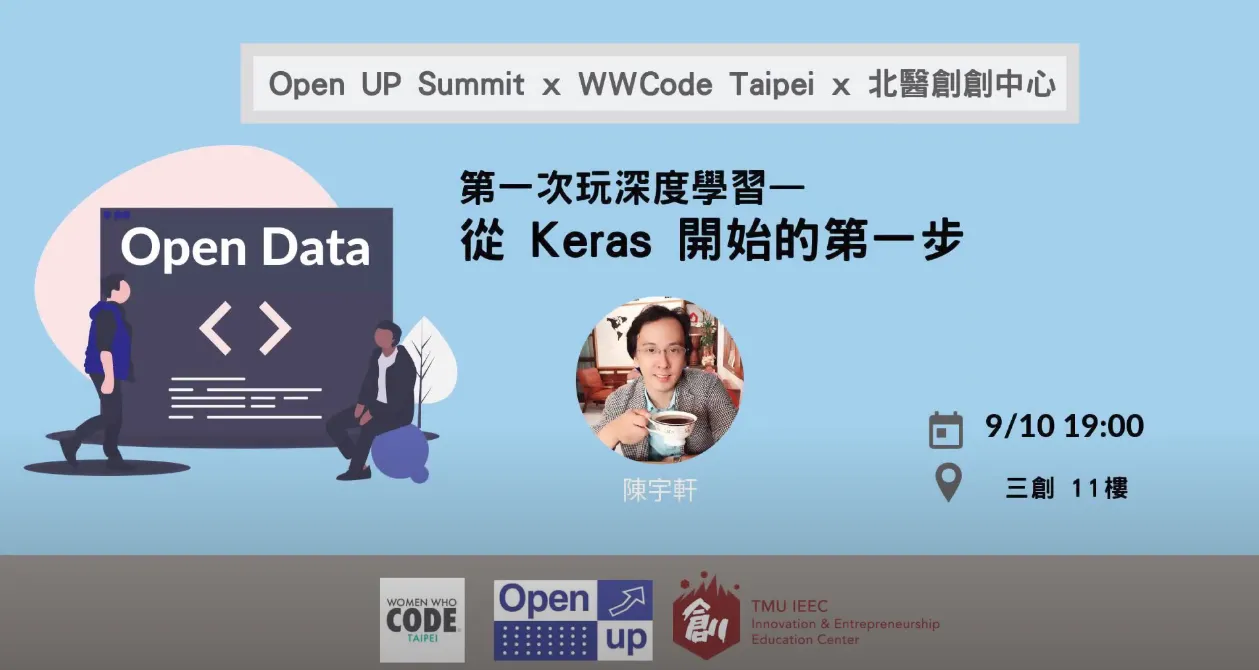 Open UP Summit x WWCode Taipei x 北醫創創中心
第一次玩深度學習—
從 Keras 開始的第一步
Open Data
陳宇軒
9/10 19:00
三創 11樓
WOMEN WHO
CODE
TAIPEI
Open
up
創
TMU IEEC
Innovation & Entrepreneurship
Education Center